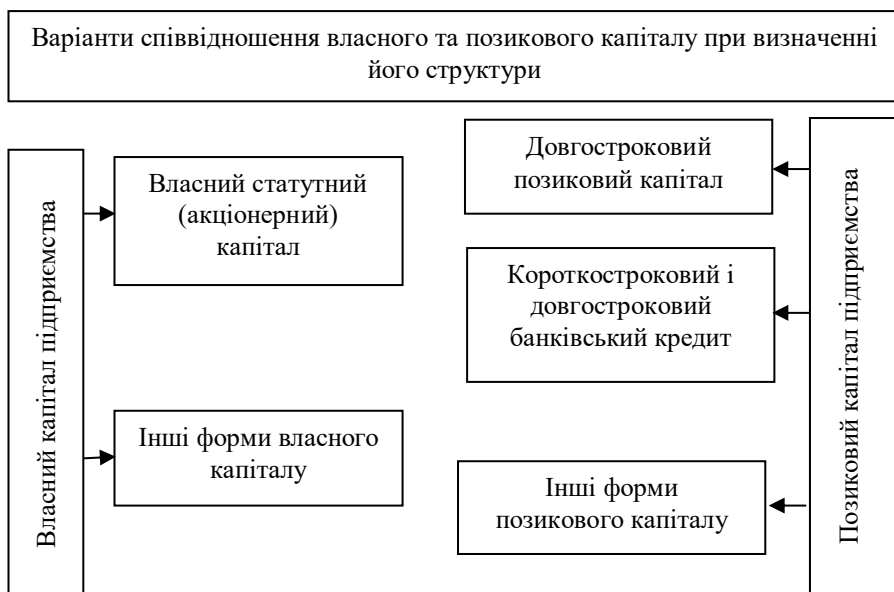 Варіанти співвідношення власного та позикового капіталу при визначенні
його структури
Власний капітал підприємства
Власний статутний
(акціонерний)
капітал
Інші форми власного
капіталу
Довгостроковий
позиковий капітал
Короткостроковий і
довгостроковий
банківський кредит
Інші форми
позикового капіталу
Позиковий капітал підприємства